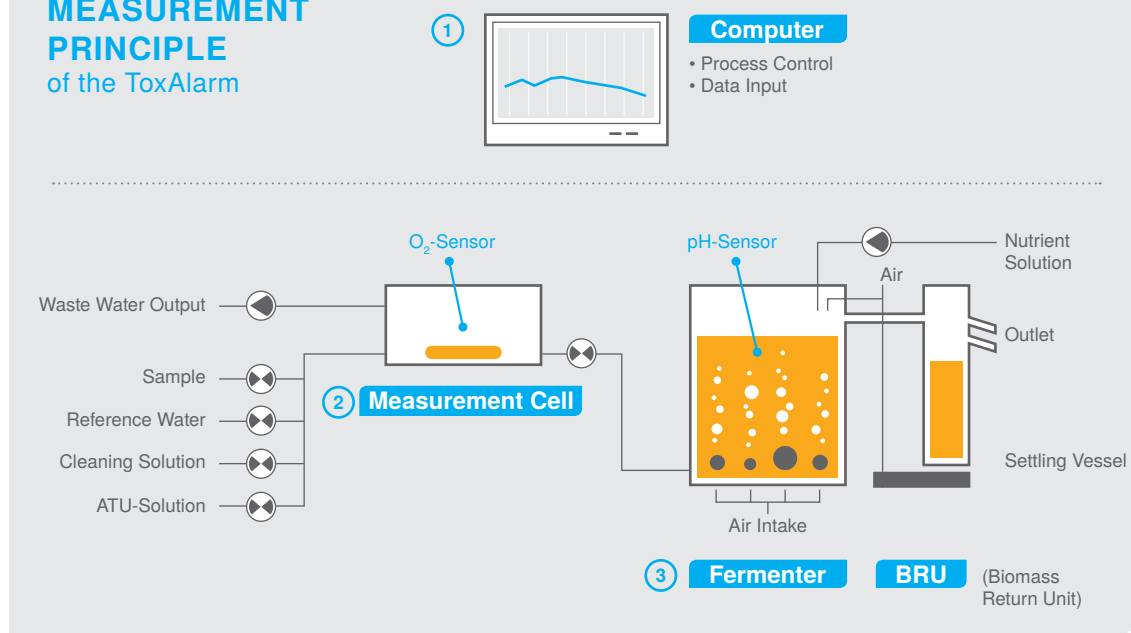 MEASUREMENT
PRINCIPLE
of the ToxAlarm
1
Computer
• Process Control
• Data Input
O2-Sensor
pH-Sensor
Nutrient
Solution
Air
Waste Water Output
Outlet
Sample
2 Measurement Cell
Reference Water
Cleaning Solution
Settling Vessel
ATU-Solution
Air Intake
3 Fermenter
BRU
(Biomass
Return Unit)